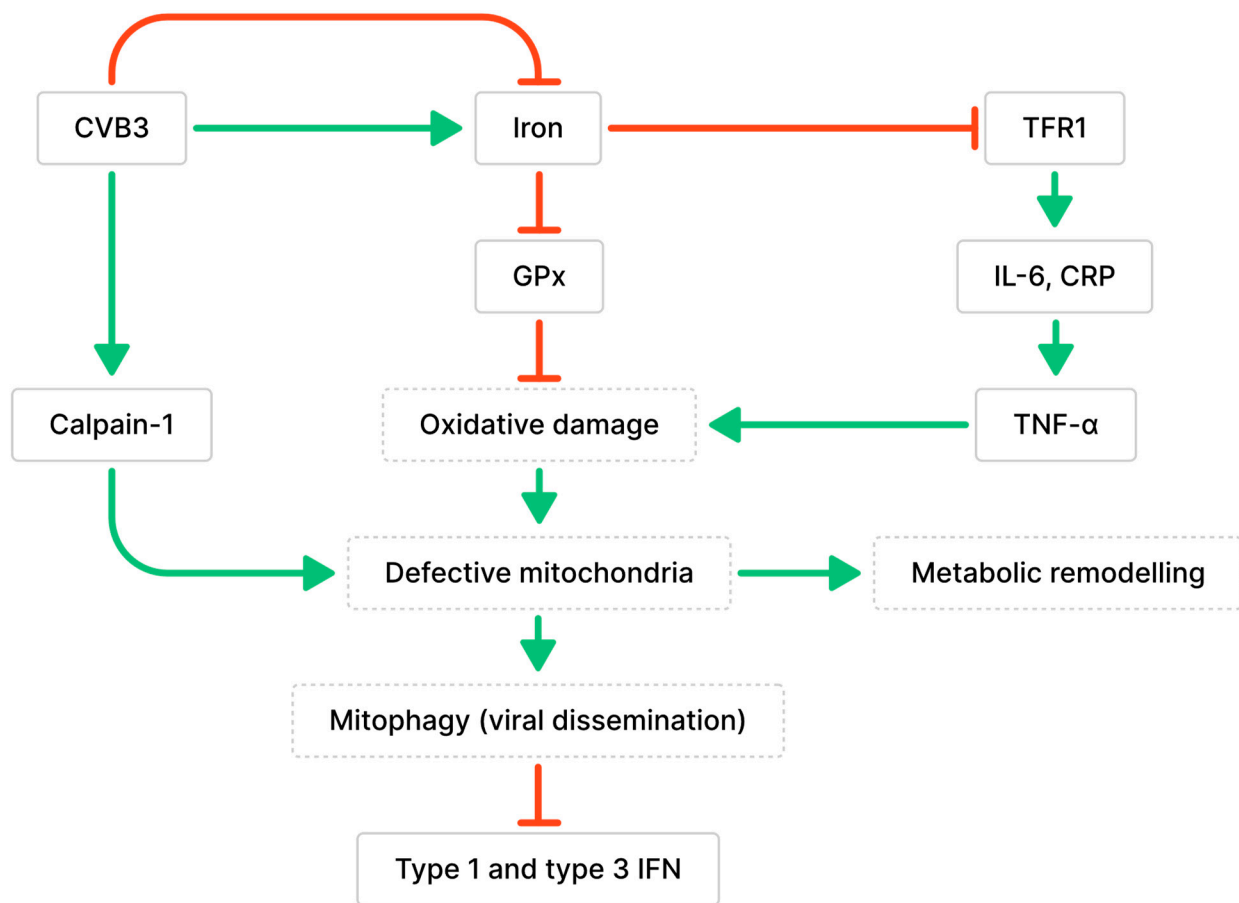 CVB3
Iron
TFR1
GPx
IL-6, CRP
Calpain-1
Oxidative damage
TNF-α
Defective mitochondria
Metabolic remodelling
Mitophagy (viral dissemination)
Type 1 and type 3 IFN